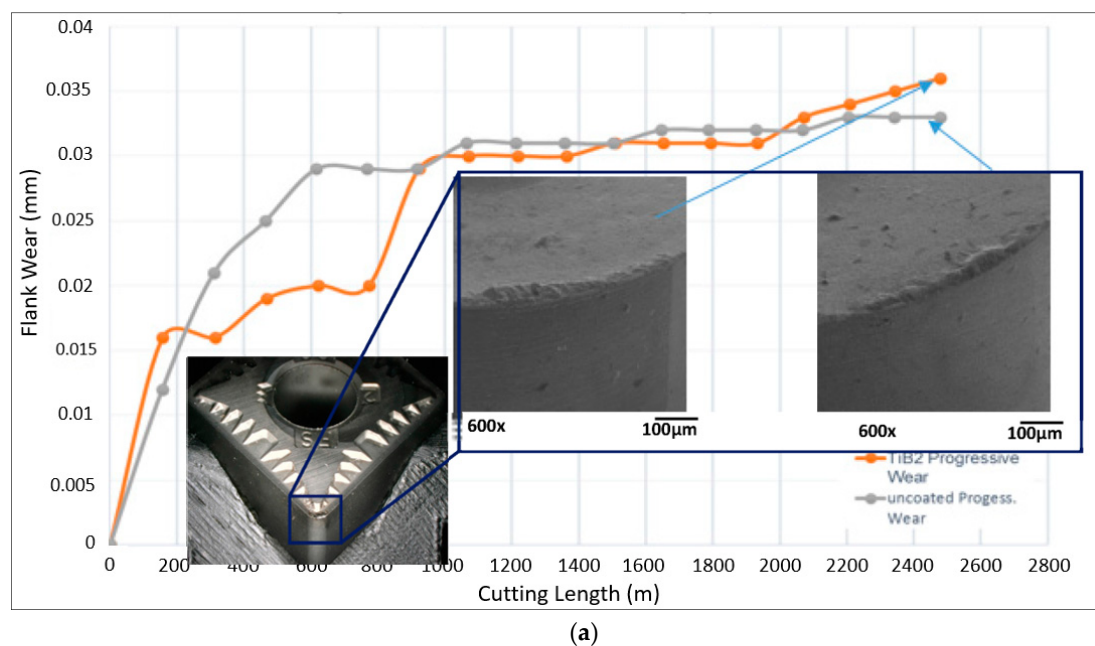 0.04
0.035
0.03
0.025
0.02
0.015
0.01
0.005
0
Flank Wear (mm)
600x
100µm
600x
100µm
TiB2 Progressive
Wear
uncoated Progess.
Wear
0
200
400
600
800
1000
1200
1400
1600
1800
2000
2200
2400
2600
2800
Cutting Length (m)
(a)